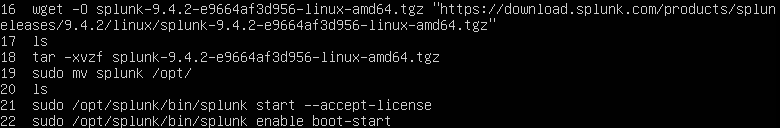 16 wget -O splunk-9.4.2-e9664af3d956-linux-amd64.tgz "https://download.splunk.com/products/splun
eleases/9.4.2/linux/splunk-9.4.2-e9664af3d956-linux-amd64.tgz"
17 ls
18 tar -xvzf splunk-9.4.2-e9664af3d956-linux-amd64.tgz
19 sudo mv splunk /opt/
20 ls
21 sudo /opt/splunk/bin/splunk start --accept-license
22 sudo /opt/splunk/bin/splunk enable boot-start